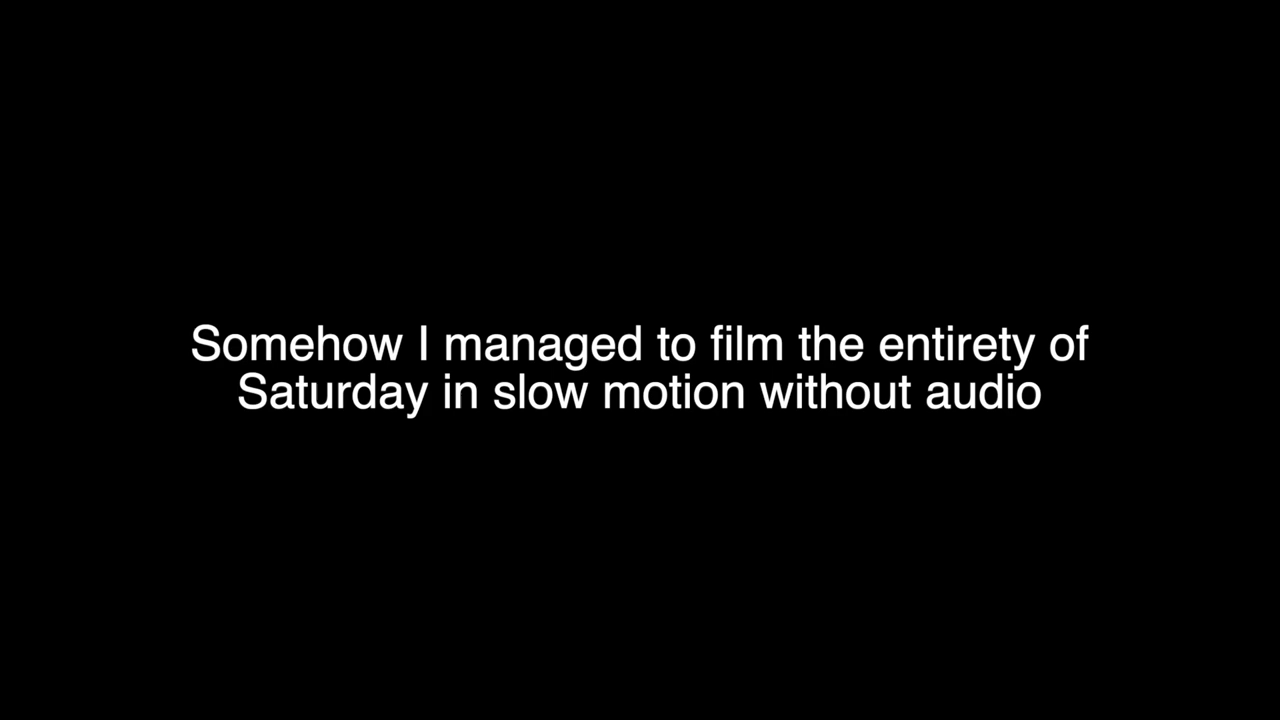 Somehow I managed to film the entirety of
Saturday in slow motion without audio